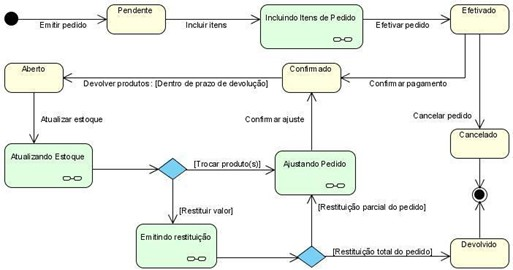 Pendente
Incluindo Itens de Pedido
Efetivado
Emitir pedido
Incluir itens
Efetivar pedido
Aberto
Confirmado
Devolver produtos : [Dentro de prazo de devolução]
Confirmar pagamento
Atualizar estoque
Confirmar ajuste
Cancelar pedido
Cancelado
Atualizando Estoque
[Trocar produto(s)]
Ajustando Pedido
[Restituir valor]
[Restituição parcial do pedido]
Emitindo restituição
[Restituição total do pedido]
Devolvido